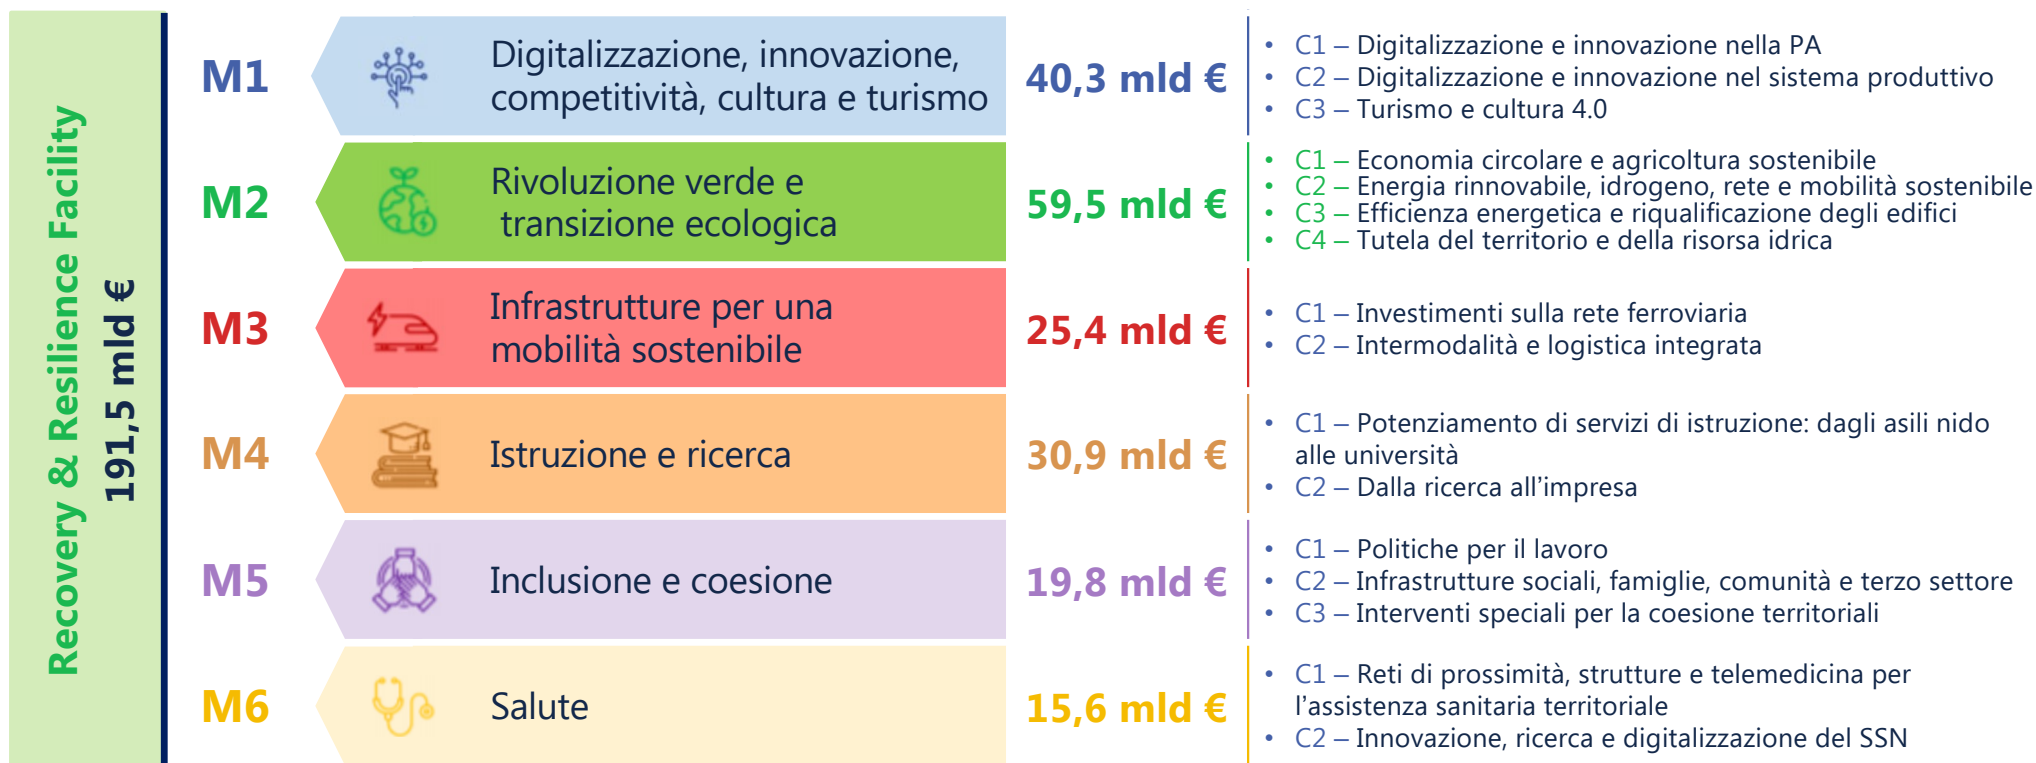 Recovery & Resilience Facility
191,5 mld €
M1
Digitalizzazione, innovazione,
competitività, cultura e turismo
40,3 mld €
• C1 – Digitalizzazione e innovazione nella PA
• C2 – Digitalizzazione e innovazione nel sistema produttivo
• C3 – Turismo e cultura 4.0
M2
Rivoluzione verde e
transizione ecologica
59,5 mld €
• C1 – Economia circolare e agricoltura sostenibile
• C2 – Energia rinnovabile, idrogeno, rete e mobilità sostenibile
• C3 – Efficienza energetica e riqualificazione degli edifici
• C4 – Tutela del territorio e della risorsa idrica
M3
Infrastrutture per una
mobilità sostenibile
25,4 mld €
• C1 – Investimenti sulla rete ferroviaria
• C2 – Intermodalità e logistica integrata
M4
Istruzione e ricerca
30,9 mld €
• C1 – Potenziamento di servizi di istruzione: dagli asili nido
alle università
• C2 – Dalla ricerca all'impresa
M5
Inclusione e coesione
19,8 mld €
• C1 – Politiche per il lavoro
• C2 – Infrastrutture sociali, famiglie, comunità e terzo settore
• C3 – Interventi speciali per la coesione territoriali
M6
Salute
15,6 mld €
• C1 – Reti di prossimità, strutture e telemedicina per
l'assistenza sanitaria territoriale
• C2 – Innovazione, ricerca e digitalizzazione del SSN